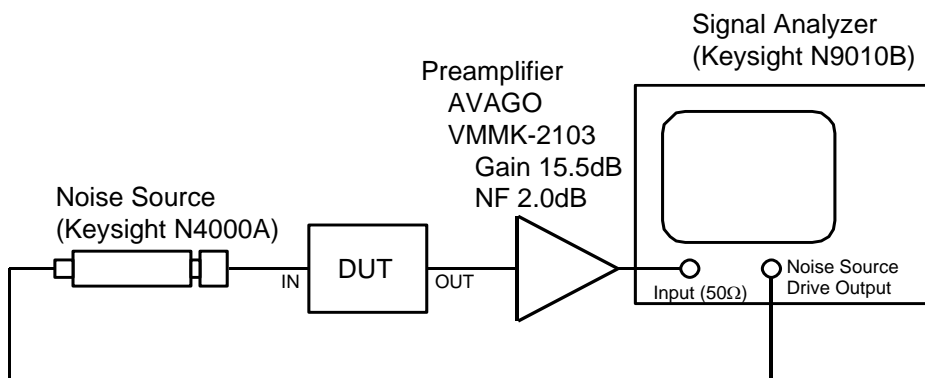 Signal Analyzer
(Keysight N9010B)
Preamplifier
AVAGO
VMMK-2103
Gain 15.5dB
NF 2.0dB
Noise Source
(Keysight N4000A)
DUT
IN
OUT
Input (50Ω)
Noise Source
Drive Output